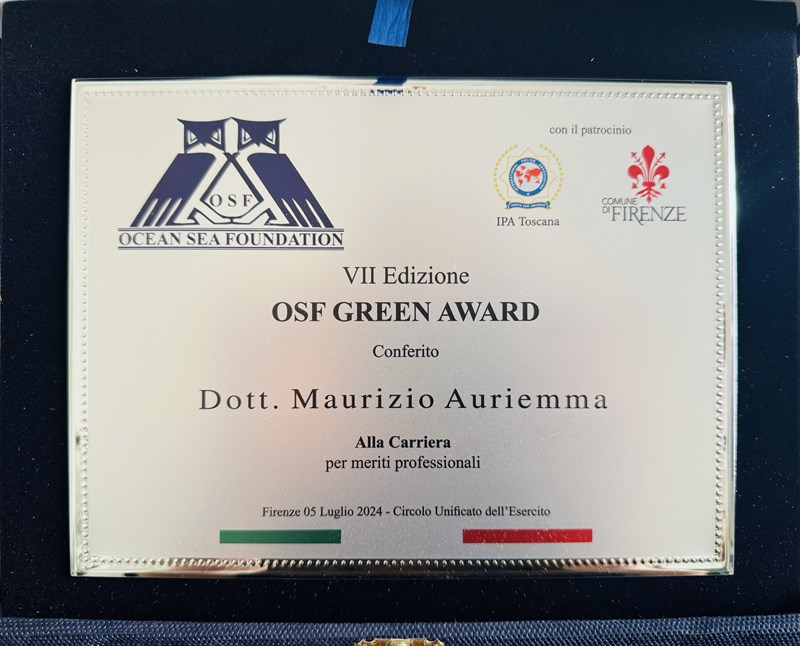 OSF
OCEAN SEA FOUNDATION
con il patrocinio
IPA Toscana
COMUNE
DI FIRENZE
VII Edizione
OSF GREEN AWARD
Conferito
Dott. Maurizio Auriemma
Alla Carriera
per meriti professionali
Firenze 05 Luglio 2024 - Circolo Unificato dell'Esercito